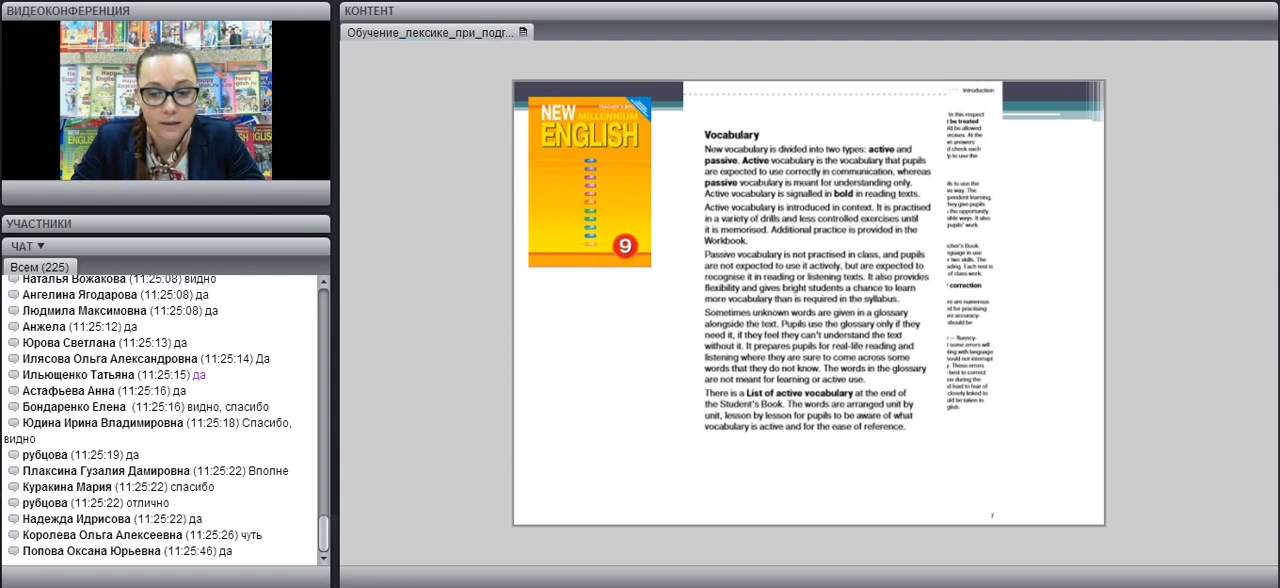 ВИДЕОКОНФЕРЕНЦИЯ
Happy
English
УЧАСТНИКИ
ЧАТ ▼
Всем (225)
Наталья Вожакова (11:25:08) видно
Ангелина Ягодарова (11:25:08) да
Людмила Максимовна (11:25:08) да
Анжела (11:25:12) да
Юрова Светлана (11:25:13) да
Илясова Ольга Александровна (11:25:14) Да
Ильющенко Татьяна (11:25:15) да
Астафьева Анна (11:25:16) да
Бондаренко Елена (11:25:16) видно, спасибо
Юдина Ирина Владимировна (11:25:18) Спасибо,
видно
рубцова (11:25:19) да
Плаксина Гузалия Дамировна (11:25:22) Вполне
Куракина Мария (11:25:22) спасибо
рубцова (11:25:22) отлично
Надежда Идрисова (11:25:22) да
Королева Ольга Алексеевна (11:25:26) чуть
Попова Оксана Юрьевна (11:25:46) да
КОНТЕНТ
Обучение_лексике_при_подг...
NEW
MILLENNIUM
ENGLISH
9
Introduction
Vocabulary
New vocabulary is divided into two types: active and
passive. Active vocabulary is the vocabulary that pupils
are expected to use correctly in communication, whereas
passive vocabulary is meant for understanding only.
Active vocabulary is signalled in bold in reading texts.
Active vocabulary is introduced in context. It is practised
in a variety of drills and less controlled exercises until
it is memorised. Additional practice is provided in the
Workbook.
Passive vocabulary is not practised in class, and pupils
are not expected to use it actively, but are expected to
recognise it in reading or listening texts. It also provides
flexibility and gives bright students a chance to learn
more vocabulary than is required in the syllabus.
Sometimes unknown words are given in a glossary
alongside the text. Pupils use the glossary only if they
need it, if they feel they can't understand the text
without it. It prepares pupils for real-life reading and
listening where they are sure to come across some
words that they do not know. The words in the glossary
are not meant for learning or active use.
There is a List of active vocabulary at the end of
the Student's Book. The words are arranged unit by
unit, lesson by lesson for pupils to be aware of what
vocabulary is active and for the ease of reference.
In this respect
be treated
correction
7